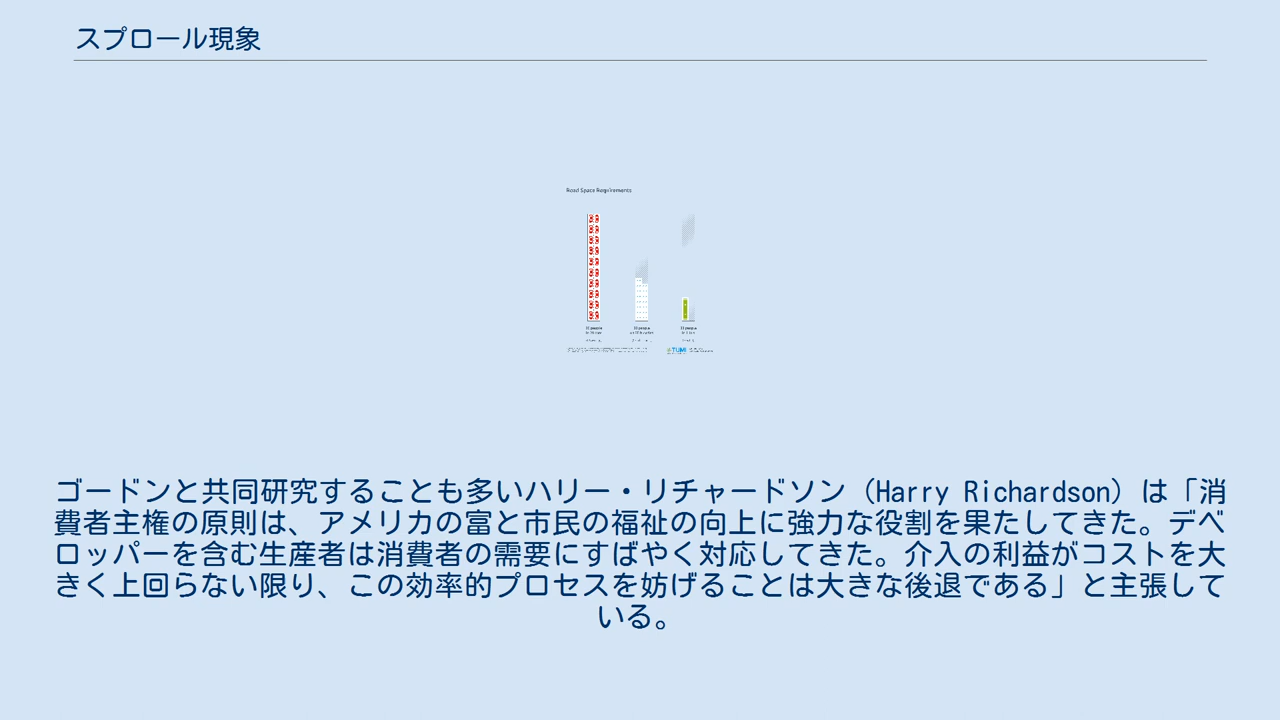 スプロール現象
Road Space Requirements
TUMI
ゴードンと共同研究することも多いハリー・リチャードソン（Harry Richardson）は「消
費者主権の原則は、アメリカの富と市民の福祉の向上に強力な役割を果たしてきた。デベ
ロッパーを含む生産者は消費者の需要にすばやく対応してきた。介入の利益がコストを大
きく上回らない限り、この効率的プロセスを妨げることは大きな後退である」と主張して
いる。